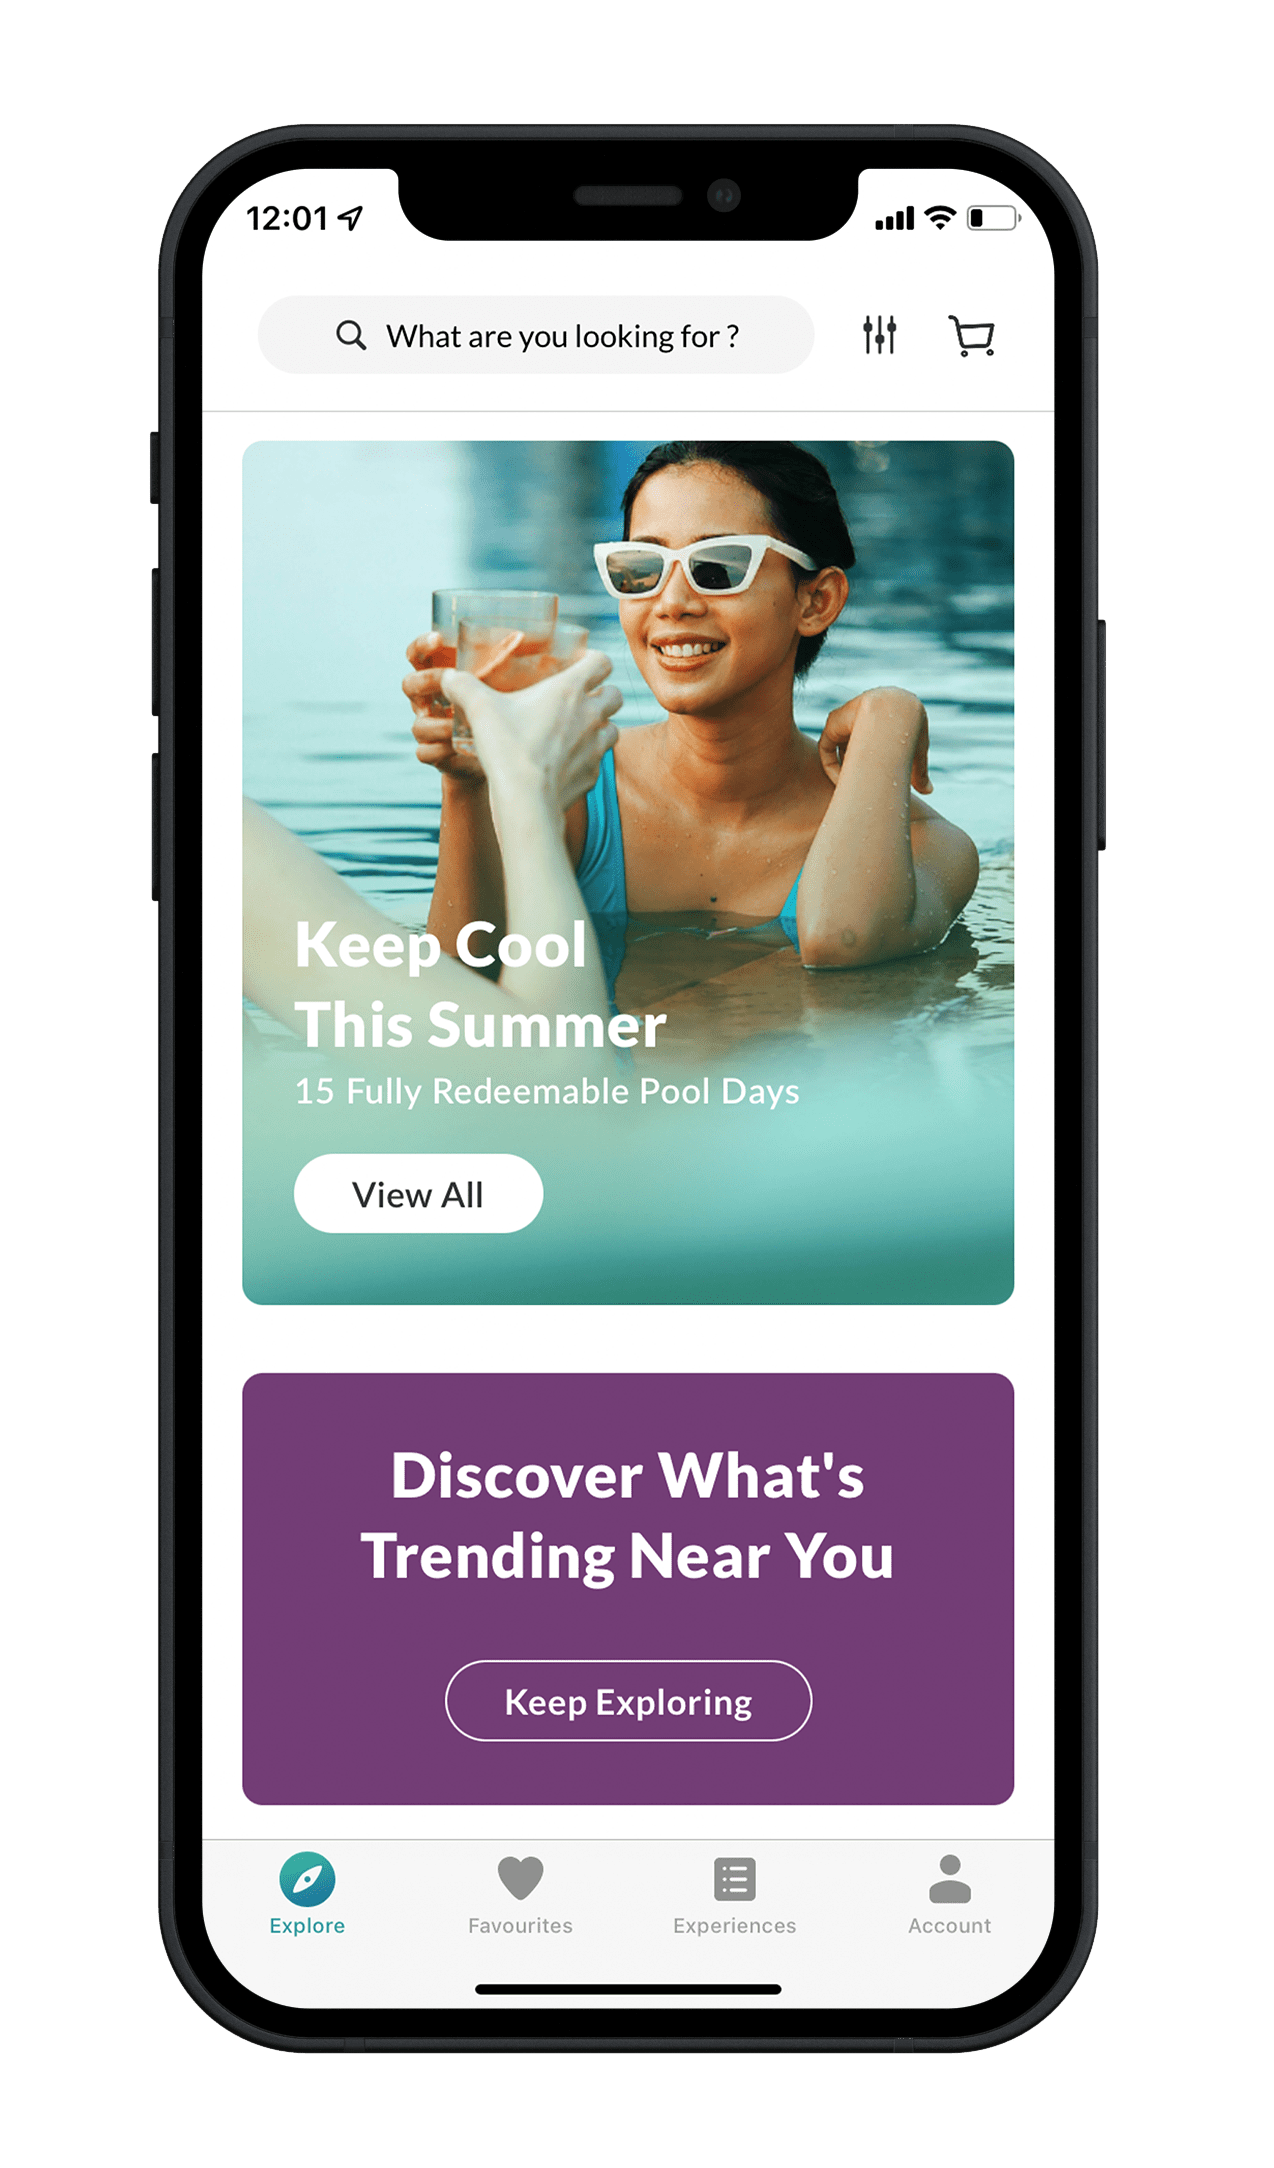 12:01
What are you looking for ?
Keep Cool
This Summer
15 Fully Redeemable Pool Days
View All
Discover What's
Trending Near You
Keep Exploring
Explore
Favourites
Experiences
Account